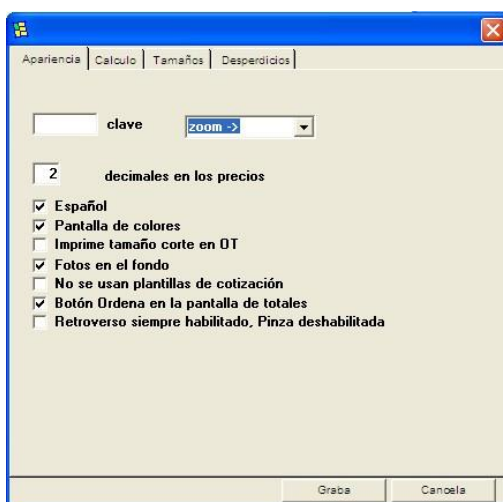 Apariencia Calculo Tamaños Desperdicios
clave zoom ->
2 decimales en los precios
Español
Pantalla de colores
Imprime tamaño corte en OT
Fotos en el fondo
No se usan plantillas de cotización
Botón Ordena en la pantalla de totales
Retroverso siempre habilitado, Pinza deshabilitada
Graba Cancela